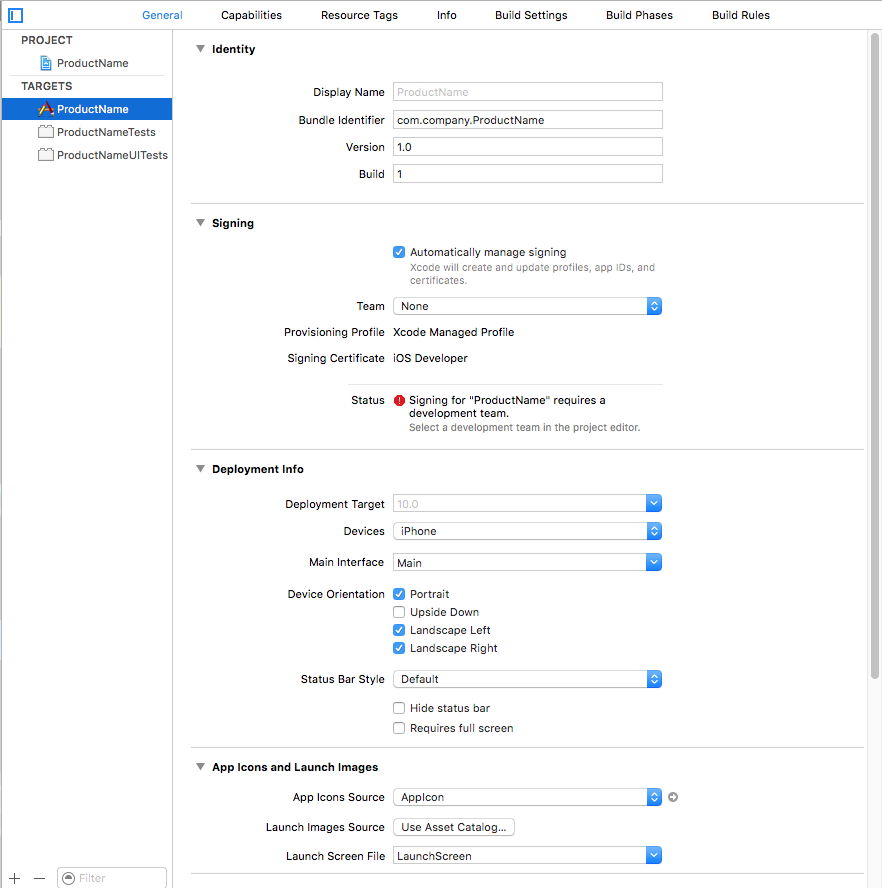 General Capabilities Resource Tags Info Build Settings Build Phases Build Rules
PROJECT
ProductName
TARGETS
ProductName
ProductNameTests
ProductNameUITests
Identity
Display Name ProductName
Bundle Identifier com.company.ProductName
Version 1.0
Build 1
Signing
Automatically manage signing
Xcode will create and update profiles, app IDs, and
certificates.
Team None
Provisioning Profile Xcode Managed Profile
Signing Certificate iOS Developer
Status Signing for "ProductName" requires a
development team.
Select a development team in the project editor.
Deployment Info
Deployment Target 10.0
Devices iPhone
Main Interface Main
Device Orientation Portrait
Upside Down
Landscape Left
Landscape Right
Status Bar Style Default
Hide status bar
Requires full screen
App Icons and Launch Images
App Icons Source AppIcon
Launch Images Source Use Asset Catalog...
Launch Screen File LaunchScreen
Filter